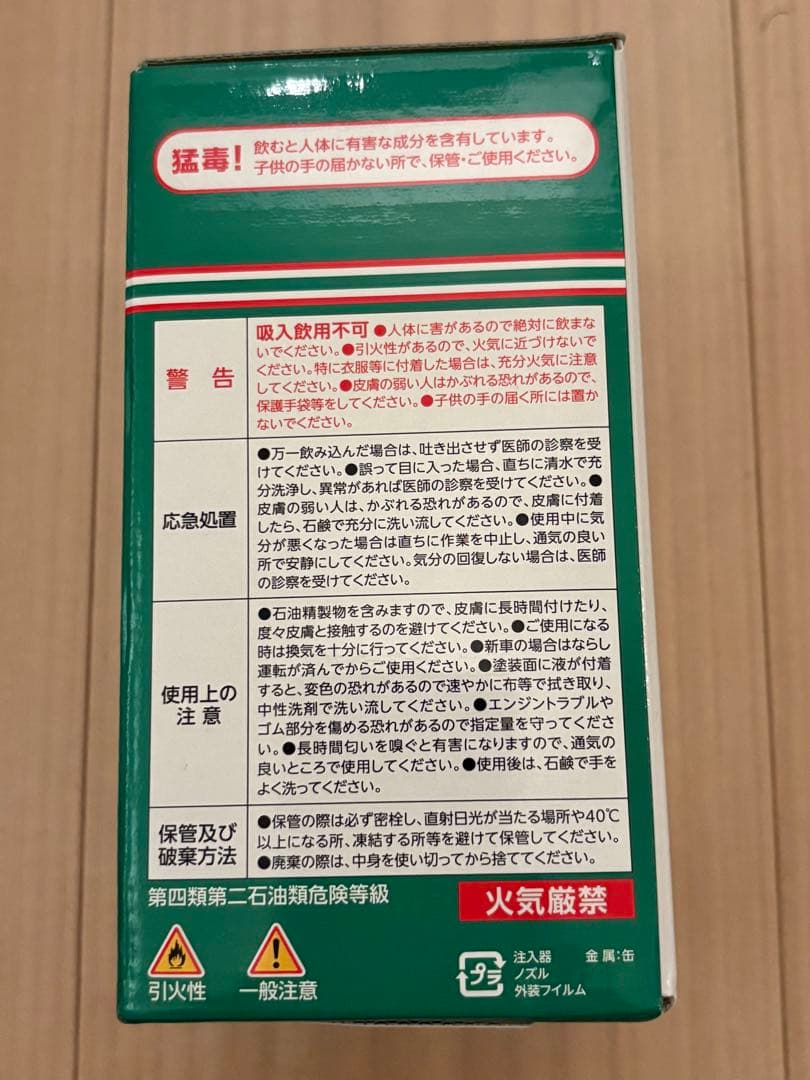 猛毒!
飲むと人体に有害な成分を含有しています。
子供の手の届かない所で、保管・ご使用ください。
警告
吸入飲用不可●人体に害があるので絶対に飲まな
いでください。●引火性があるので、火気に近づけないで
ください。特に衣服等に付着した場合は、充分火気に注意
してください。●皮膚の弱い人はかぶれる恐れがあるので、
保護手袋等をしてください。●子供の手の届く所には置か
ないでください。
応急処置
●万一飲み込んだ場合は、吐き出させず医師の診察を受
けてください。●誤って目に入った場合、直ちに清水で充
分洗浄し、異常があれば医師の診察を受けてください。●
皮膚の弱い人は、かぶれる恐れがあるので、皮膚に付着
したら、石鹸で充分に洗い流してください。●使用中に気
分が悪くなった場合は直ちに作業を中止し、通気の良い
所で安静にしてください。気分の回復しない場合は、医師
の診察を受けてください。
使用上の
注意
●石油精製物を含みますので、皮膚に長時間付けたり、
度々皮膚と接触するのを避けてください。●ご使用になる
時は換気を十分に行ってください。●新車の場合はならし
運転が済んでからご使用ください。●塗装面に液が付着
すると、変色の恐れがあるので速やかに布等で拭き取り、
中性洗剤で洗い流してください。●エンジントラブルや
ゴム部分を傷める恐れがあるので指定量を守ってくださ
い。●長時間匂いを嗅ぐと有害になりますので、通気の
良いところで使用してください。●使用後は、石鹸で手を
よく洗ってください。
保管及び
破棄方法
●保管の際は必ず密栓し、直射日光が当たる場所や40℃
以上になる所、凍結する所等を避けて保管してください。
●廃棄の際は、中身を使い切ってから捨ててください。
第四類第二石油類危険等級
火気厳禁
引火性
一般注意
プラ
注入器
ノズル
外装フイルム
金属:缶